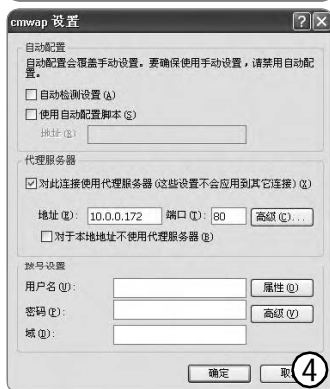 cmwap 设置
自动配置
自动配置会覆盖手动设置。要确保使用手动设置，请禁用自动配
置。
自动检测设置(A)
使用自动配置脚本(S)
地址(R):
代理服务器
对此连接使用代理服务器(这些设置不会应用到其它连接)(X)
地址(E): 10.0.0.172 端口(T): 80 高级(C)...
对于本地地址不使用代理服务器(B)
拨号设置
用户名(U): 属性(O)
密码(P): 高级(V)
域(D):
确定 取
④